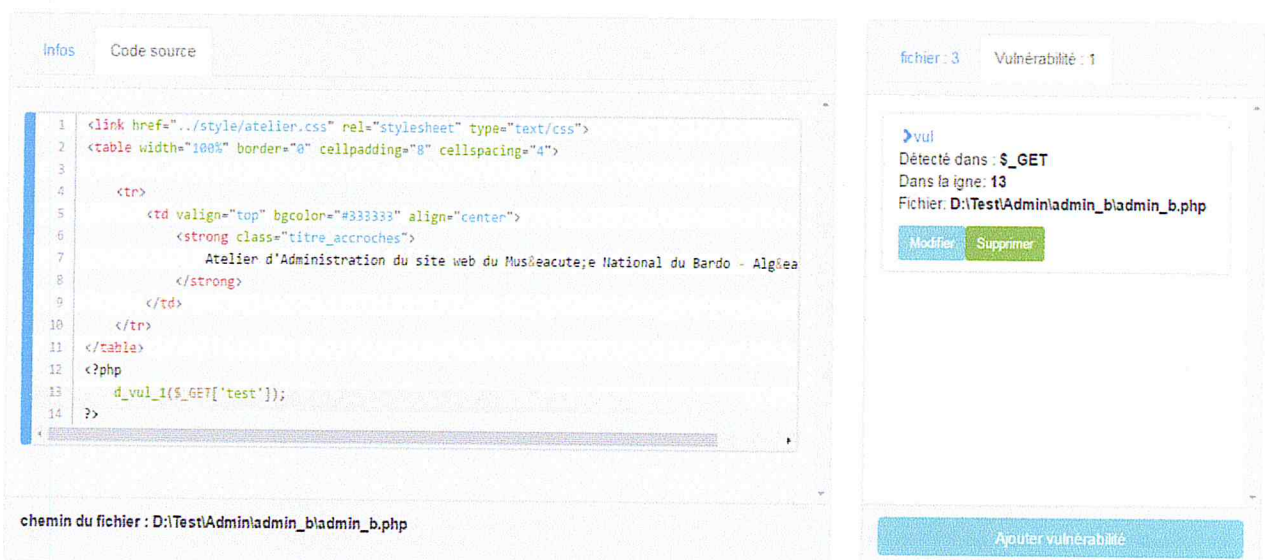 Infos Code source
1 <link href="../style/atelier.css" rel="stylesheet" type="text/css">
2 <table width="100%" border="0" cellpadding="8" cellspacing="4">
3
4 <tr>
5 <td valign="top" bgcolor="#333333" align="center">
6 <strong class="titre_accroches">
7 Atelier d'Administration du site web du Mus&eacute;e National du Bardo - Alg&ea
8 </strong>
9 </td>
10 </tr>
11 </table>
12 <?php
13 d_vul_1($_GET['test']);
14 ?>
chemin du fichier : D:\Test\Admin\admin_b\admin_b.php
fichier : 3 Vulnérabilité : 1
vul
Détecté dans : $_GET
Dans la igne: 13
Fichier: D:\Test\Admin\admin_b\admin_b.php
Modifier Supprimer
Ajouter vulnérabilité